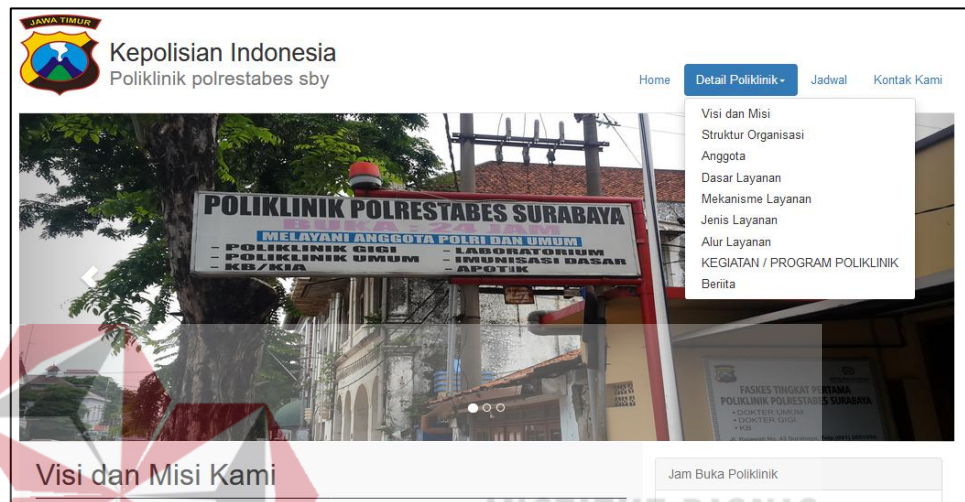 JAWA TIMUR
Kepolisian Indonesia
Poliklinik polrestabes sby
Home
Detail Poliklinik
Jadwal
Kontak Kami
Visi dan Misi
Struktur Organisasi
Anggota
Dasar Layanan
Mekanisme Layanan
Jenis Layanan
Alur Layanan
KEGIATAN / PROGRAM POLIKLINIK
Beriita
POLIKLINIK POLRESTABES SURABAYA
BUKA : 24 JAM
MELAYANI ANGGOTA POLRI DAN UMUM
- POLIKLINIK GIGI - LABORATORIUM
- POLIKLINIK UMUM - IMUNISASI DASAR
- KB/KIA - APOTIK
FASKES TINGKAT PERTAMA
POLIKLINIK POLRESTABES SURABAYA
• DOKTER UMUM
• DOKTER GIGI
• KB
Visi dan Misi Kami
Jam Buka Poliklinik